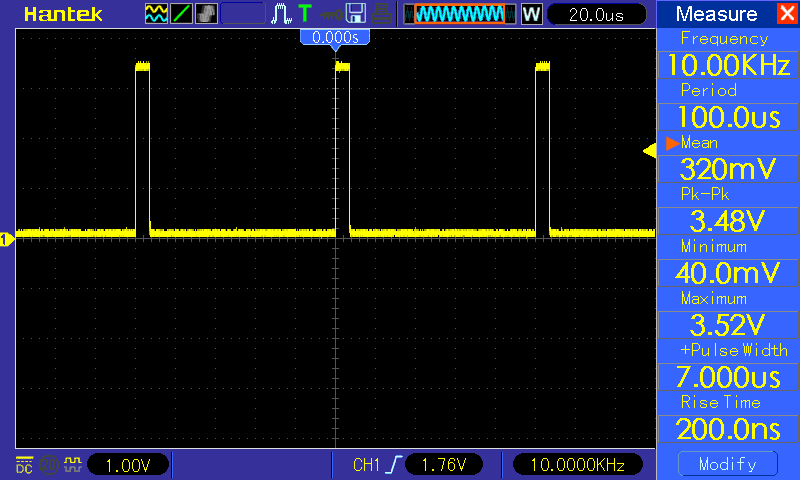 Hantek T W 20.0us Measure X
0.000s
Frequency
10.00KHz
Period
100.0us
Mean
320mV
Pk-Pk
3.48V
Minimum
40.0mV
Maximum
3.52V
+Pulse Width
7.000us
Rise Time
200.0ns
1
DC 1.00V CH1 1.76V 10.0000KHz Modify